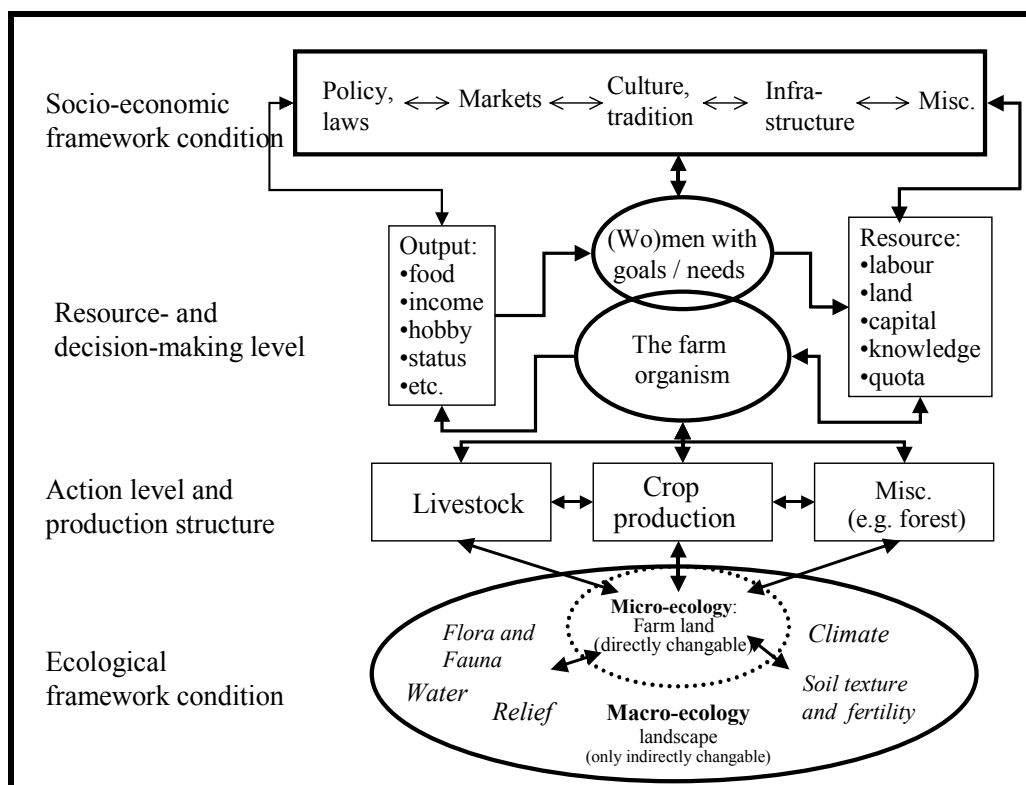 Socio-economic
framework condition
Policy,
laws
Markets
Culture,
tradition
Infra-
structure
Misc.
Resource- and
decision-making level
Output:
•food
•income
•hobby
•status
•etc.
(Wo)men with
goals / needs
The farm
organism
Resource:
•labour
•land
•capital
•knowledge
•quota
Action level and
production structure
Livestock
Crop
production
Misc.
(e.g. forest)
Ecological
framework condition
Micro-ecology:
Farm land
(directly changable)
Flora and
Fauna
Water
Relief
Climate
Soil texture
and fertility
Macro-ecology
landscape
(only indirectly changable)